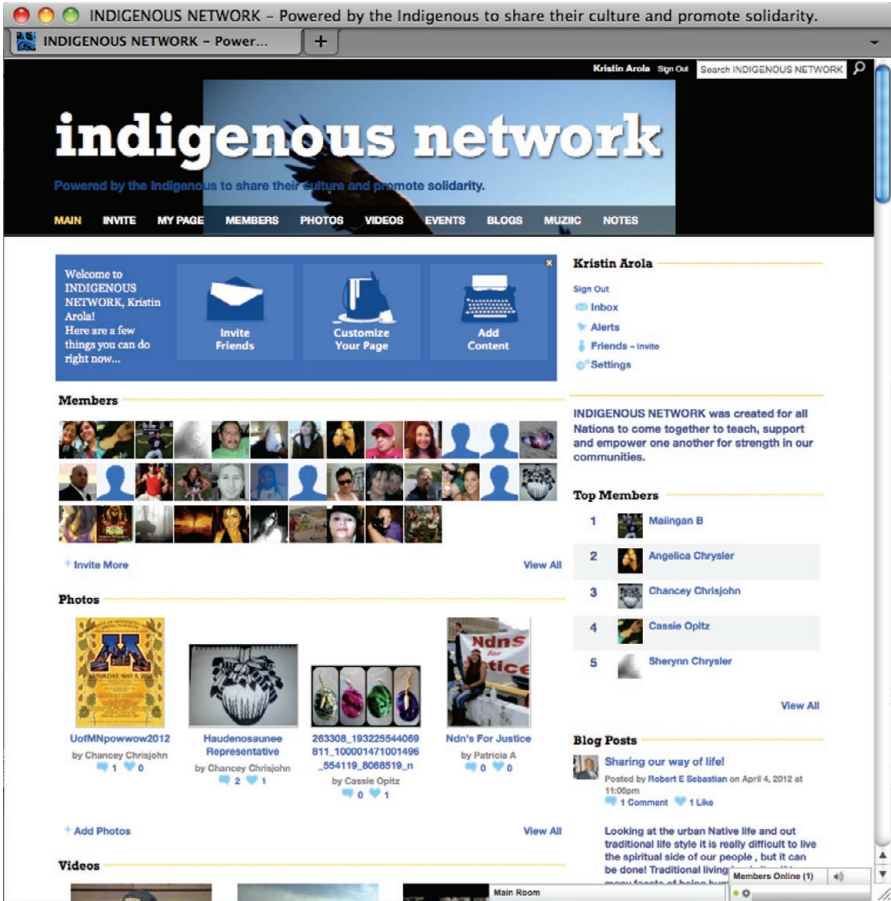 INDIGENOUS NETWORK – Powered by the Indigenous to share their culture and promote solidarity.
INDIGENOUS NETWORK – Power...
+
Kristin Arola Sign Out Search INDIGENOUS NETWORK
indigenous network
Powered by the Indigenous to share their culture and promote solidarity.
MAIN INVITE MY PAGE MEMBERS PHOTOS VIDEOS EVENTS BLOGS MUZIIC NOTES
Welcome to
INDIGENOUS
NETWORK, Kristin
Arola!
Here are a few
things you can do
right now...
Invite
Friends
Customize
Your Page
Add
Content
Members
+ Invite More
View All
Photos
SATURDAY, MAY 5, 2012
Ndns
for
UofMNpowwow2012
by Chancey Chrisjohn
1 0
Haudenosaunee
Representative
by Chancey Chrisjohn
2 1
263308_193225544069
811_100001471001496
_554119_8068519_n
by Cassie Opitz
0 1
Ndn's For Justice
by Patricia A
0 0
+ Add Photos
View All
Videos
Kristin Arola
Sign Out
Inbox
Alerts
Friends – Invite
Settings
INDIGENOUS NETWORK was created for all
Nations to come together to teach, support
and empower one another for strength in our
communities.
Top Members
1 Maiingan B
2 Angelica Chrysler
3 Chancey Chrisjohn
4 Cassie Opitz
5 Sherynn Chrysler
View All
Blog Posts
Sharing our way of life!
Posted by Robert E Sebastian on April 4, 2012 at
11:06pm
1 Comment 1 Like
Looking at the urban Native life and out
traditional life style it is really difficult to live
the spiritual side of our people , but it can
be done! Traditional living
many facets of being
Members Online (1)
Main Room